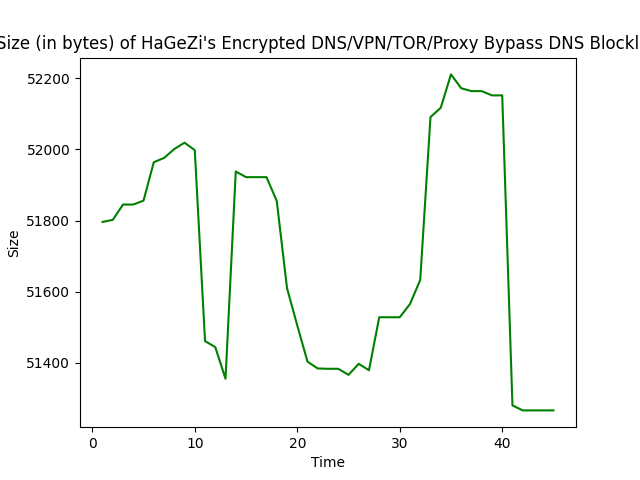 Size (in bytes) of HaGeZi's Encrypted DNS/VPN/TOR/Proxy Bypass DNS Blockl
52200
52000
51800
51600
51400
Size
0 10 20 30 40
Time